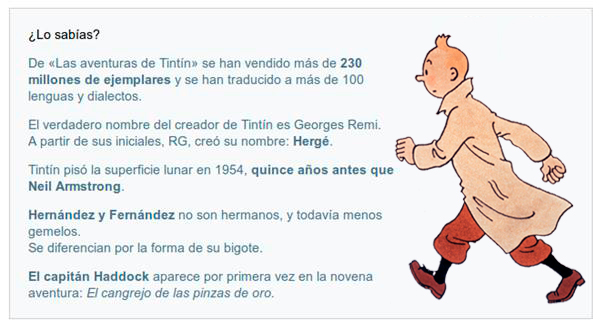 ¿Lo sabías?
De «Las aventuras de Tintín» se han vendido más de 230
millones de ejemplares y se han traducido a más de 100
lenguas y dialectos.
El verdadero nombre del creador de Tintín es Georges Remi.
A partir de sus iniciales, RG, creó su nombre: Hergé.
Tintín pisó la superficie lunar en 1954, quince años antes que
Neil Armstrong.
Hernández y Fernández no son hermanos, y todavía menos
gemelos.
Se diferencian por la forma de su bigote.
El capitán Haddock aparece por primera vez en la novena
aventura: El cangrejo de las pinzas de oro.